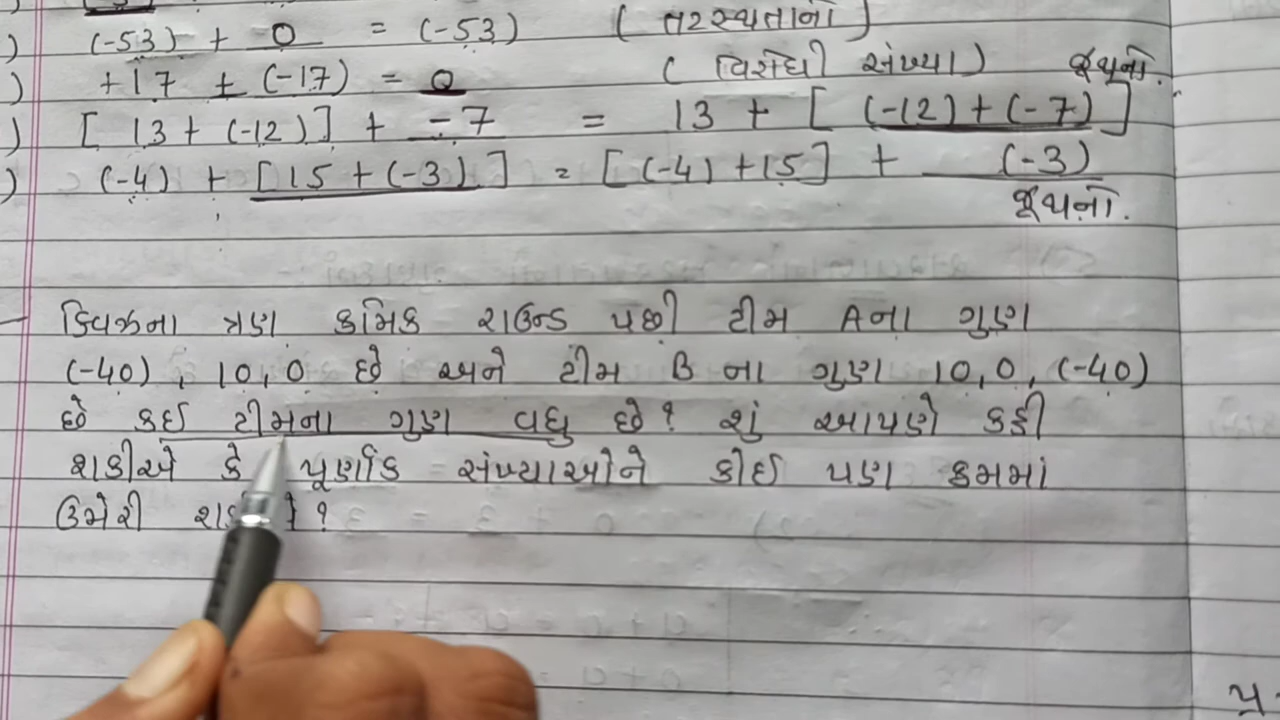 ) (-53) + 0 = (-53) (તટસ્થતાનો)
) +17 + (-17) = 0 (વિરોધી સંખ્યા) જૂથનો.
) [13 + (-12)] + -7 = 13 + [(-12) + (-7)]
) (-4) + [15 + (-3)] = [(-4) + 15] + (-3)
જૂથનો.
ક્વિઝના ત્રણ ક્રમિક રાઉન્ડ પછી ટીમ Aના ગુણ
(-40), 10, 0 છે અને ટીમ B ના ગુણ 10, 0, (-40)
છે કઈ ટીમના ગુણ વધુ છે? શું આપણે કહી
શકીએ કે પૂર્ણાંક સંખ્યાઓને કોઈ પણ ક્રમમાં
ઉમેરી